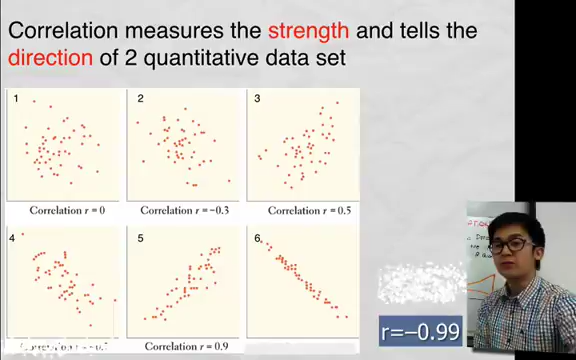 Correlation measures the strength and tells the
direction of 2 quantitative data set
1
2
3
Correlation r = 0
Correlation r = −0.3
Correlation r = 0.5
4
5
6
Correlation r = 0.9
r=−0.99